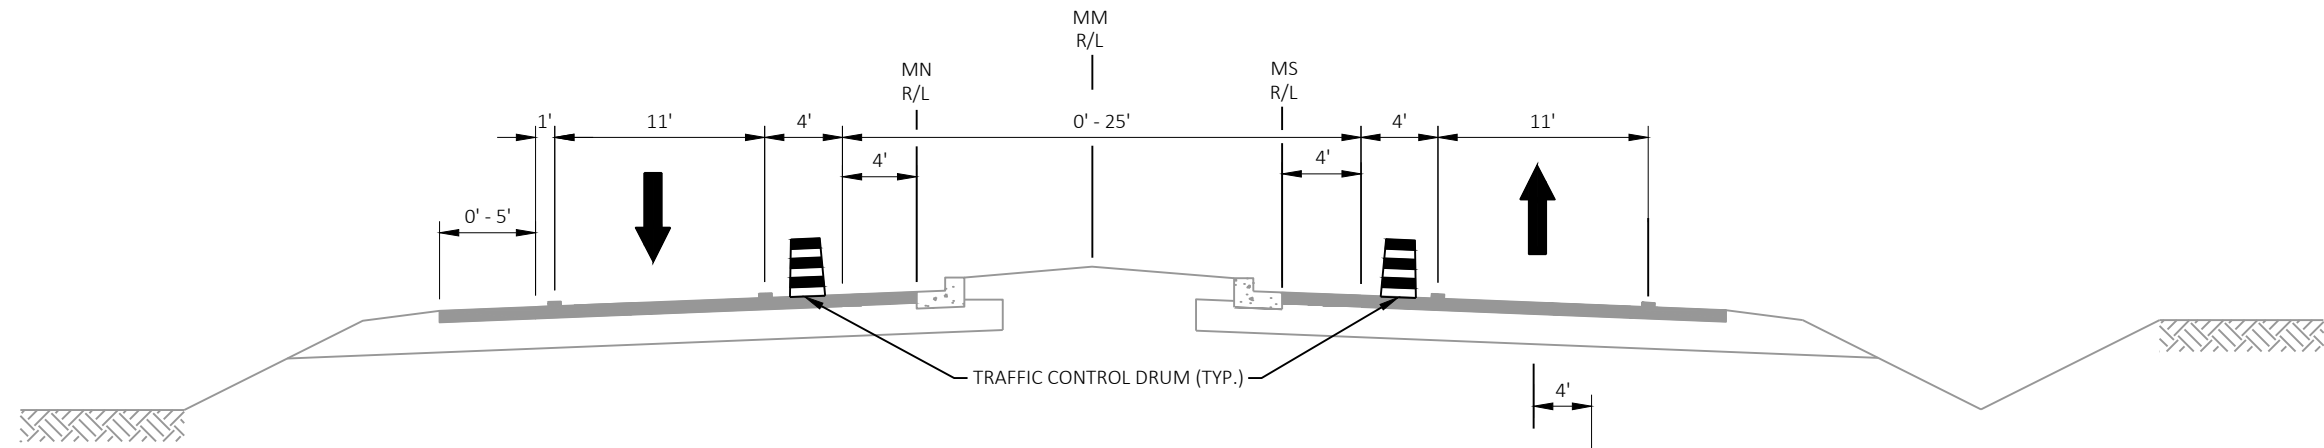 MM
R/L
MN
R/L
MS
R/L
1'
11'
4'
0' - 25'
4'
11'
4'
4'
0' - 5'
TRAFFIC CONTROL DRUM (TYP.)
4'